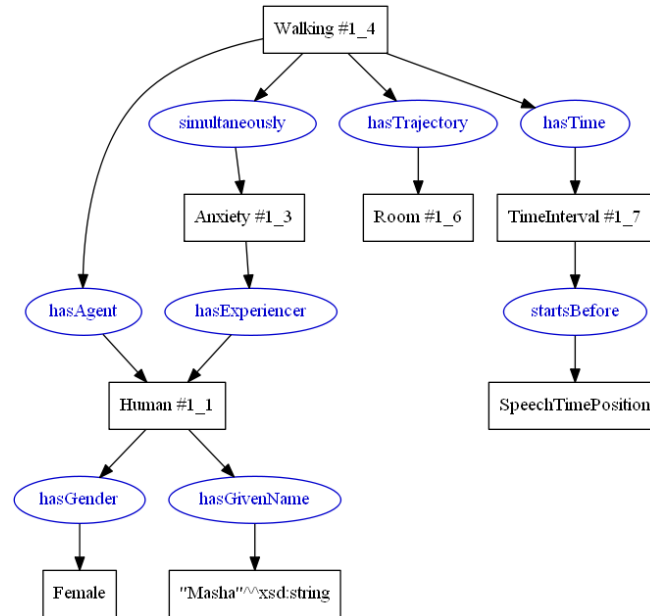 Walking #1_4
simultaneously
hasTrajectory
hasTime
Anxiety #1_3
Room #1_6
TimeInterval #1_7
hasAgent
hasExperiencer
startsBefore
Human #1_1
SpeechTimePosition
hasGender
hasGivenName
Female
"Masha"^^xsd:string